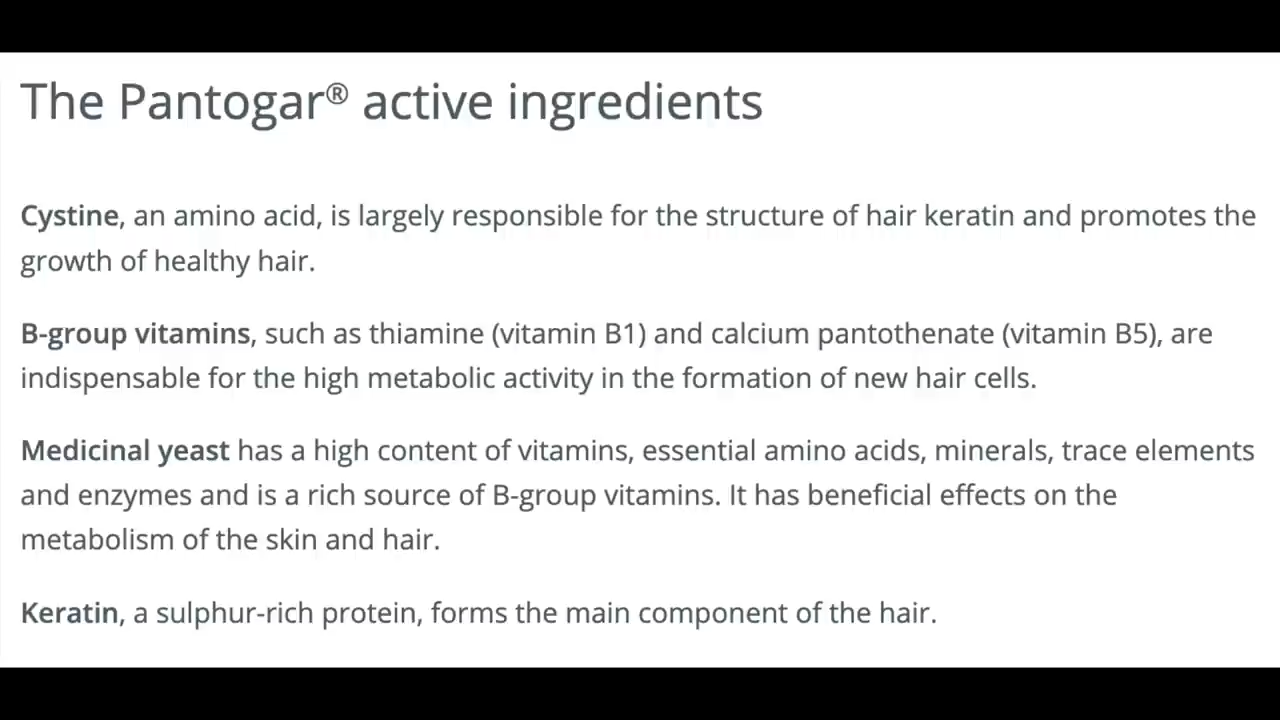 The Pantogar® active ingredients
Cystine, an amino acid, is largely responsible for the structure of hair keratin and promotes the
growth of healthy hair.
B-group vitamins, such as thiamine (vitamin B1) and calcium pantothenate (vitamin B5), are
indispensable for the high metabolic activity in the formation of new hair cells.
Medicinal yeast has a high content of vitamins, essential amino acids, minerals, trace elements
and enzymes and is a rich source of B-group vitamins. It has beneficial effects on the
metabolism of the skin and hair.
Keratin, a sulphur-rich protein, forms the main component of the hair.